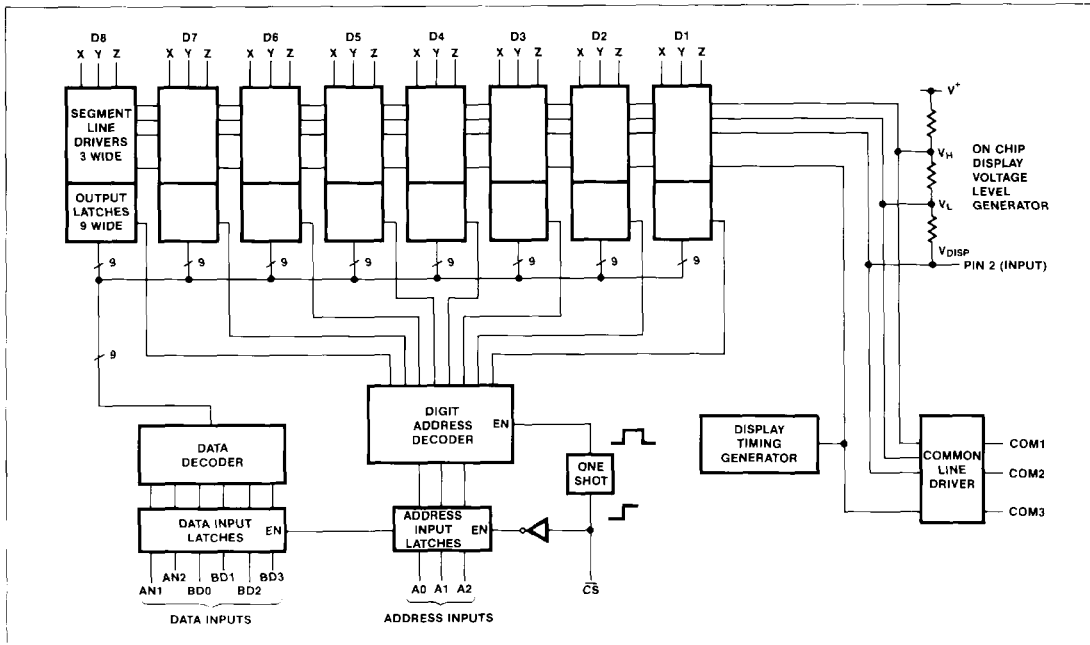 D8 D7 D6 D5 D4 D3 D2 D1
X Y Z X Y Z X Y Z X Y Z X Y Z X Y Z X Y Z X Y Z
SEGMENT
LINE
DRIVERS
3 WIDE
OUTPUT
LATCHES
9 WIDE
V+
VH
VL
VDISP
ON CHIP
DISPLAY
VOLTAGE
LEVEL
GENERATOR
PIN 2 (INPUT)
9 9 9 9 9 9 9 9
9
DIGIT
ADDRESS
DECODER
EN
ONE
SHOT
DATA
DECODER
DATA INPUT
LATCHES
EN
ADDRESS
INPUT
LATCHES
EN
AN1 AN2 BD0 BD1 BD2 BD3
DATA INPUTS
A0 A1 A2
ADDRESS INPUTS
C̅S̅
DISPLAY
TIMING
GENERATOR
COMMON
LINE
DRIVER
COM1
COM2
COM3